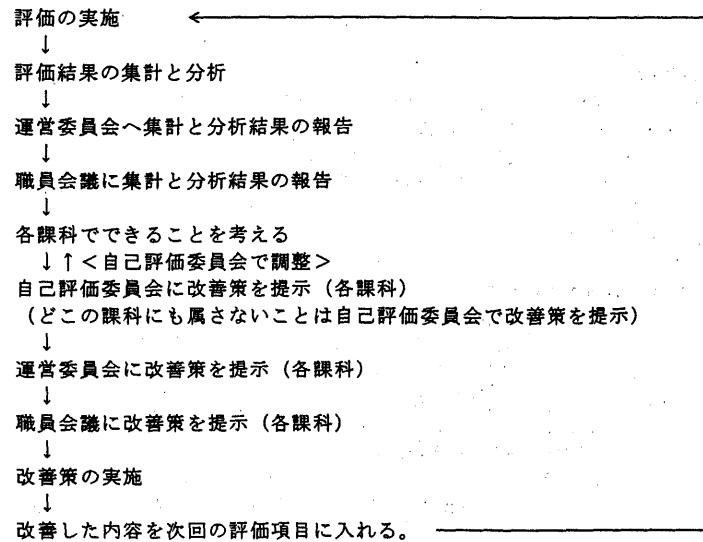 評価の実施 ←
↓
評価結果の集計と分析
↓
運営委員会へ集計と分析結果の報告
↓
職員会議に集計と分析結果の報告
↓
各課科でできることを考える
↓↑<自己評価委員会で調整>
自己評価委員会に改善策を提示（各課科）
（どこの課科にも属さないことは自己評価委員会で改善策を提示）
↓
運営委員会に改善策を提示（各課科）
↓
職員会議に改善策を提示（各課科）
↓
改善策の実施
↓
改善した内容を次回の評価項目に入れる。